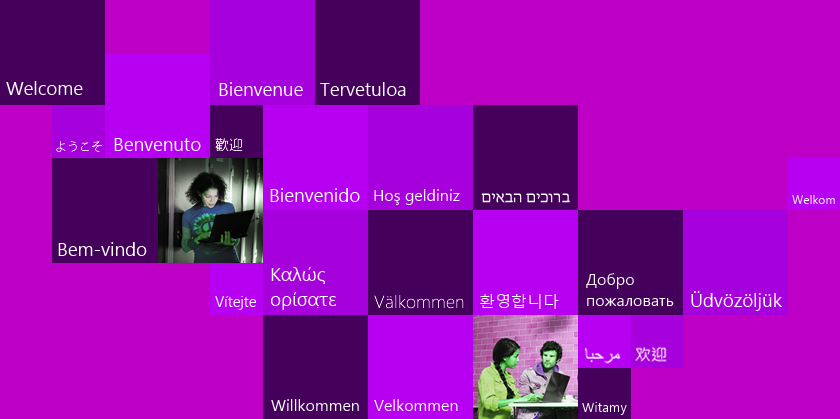 Welcome
Bienvenue
Tervetuloa
ようこそ
Benvenuto
歡迎
Bienvenido
Hoş geldiniz
ברוכים הבאים
Welkom
Bem-vindo
Vítejte
Καλώς
ορίσατε
Välkommen
환영합니다
Добро
пожаловать
Üdvözöljük
Willkommen
Velkommen
مرحبا
欢迎
Witamy